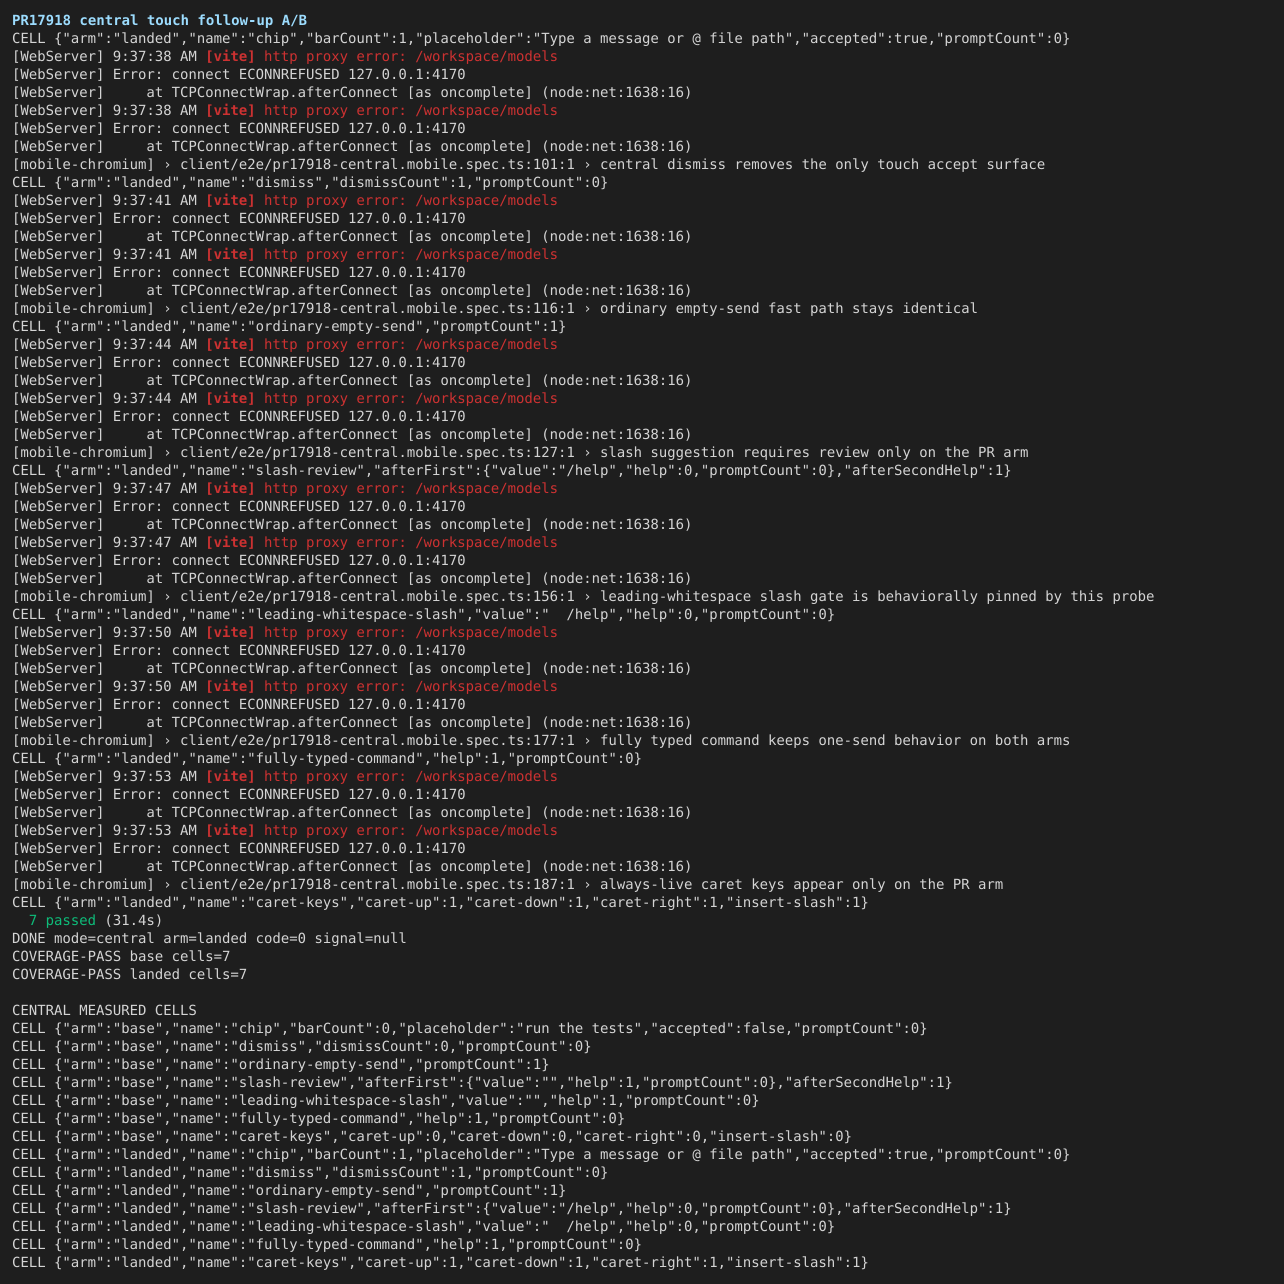 PR17918 central touch follow-up A/B
CELL {"arm":"landed","name":"chip","barCount":1,"placeholder":"Type a message or @ file path","accepted":true,"promptCount":0}
[WebServer] 9:37:38 AM [vite] http proxy error: /workspace/models
[WebServer] Error: connect ECONNREFUSED 127.0.0.1:4170
[WebServer]     at TCPConnectWrap.afterConnect [as oncomplete] (node:net:1638:16)
[WebServer] 9:37:38 AM [vite] http proxy error: /workspace/models
[WebServer] Error: connect ECONNREFUSED 127.0.0.1:4170
[WebServer]     at TCPConnectWrap.afterConnect [as oncomplete] (node:net:1638:16)
[mobile-chromium] › client/e2e/pr17918-central.mobile.spec.ts:101:1 › central dismiss removes the only touch accept surface
CELL {"arm":"landed","name":"dismiss","dismissCount":1,"promptCount":0}
[WebServer] 9:37:41 AM [vite] http proxy error: /workspace/models
[WebServer] Error: connect ECONNREFUSED 127.0.0.1:4170
[WebServer]     at TCPConnectWrap.afterConnect [as oncomplete] (node:net:1638:16)
[WebServer] 9:37:41 AM [vite] http proxy error: /workspace/models
[WebServer] Error: connect ECONNREFUSED 127.0.0.1:4170
[WebServer]     at TCPConnectWrap.afterConnect [as oncomplete] (node:net:1638:16)
[mobile-chromium] › client/e2e/pr17918-central.mobile.spec.ts:116:1 › ordinary empty-send fast path stays identical
CELL {"arm":"landed","name":"ordinary-empty-send","promptCount":1}
[WebServer] 9:37:44 AM [vite] http proxy error: /workspace/models
[WebServer] Error: connect ECONNREFUSED 127.0.0.1:4170
[WebServer]     at TCPConnectWrap.afterConnect [as oncomplete] (node:net:1638:16)
[WebServer] 9:37:44 AM [vite] http proxy error: /workspace/models
[WebServer] Error: connect ECONNREFUSED 127.0.0.1:4170
[WebServer]     at TCPConnectWrap.afterConnect [as oncomplete] (node:net:1638:16)
[mobile-chromium] › client/e2e/pr17918-central.mobile.spec.ts:127:1 › slash suggestion requires review only on the PR arm
CELL {"arm":"landed","name":"slash-review","afterFirst":{"value":"/help","help":0,"promptCount":0},"afterSecondHelp":1}
[WebServer] 9:37:47 AM [vite] http proxy error: /workspace/models
[WebServer] Error: connect ECONNREFUSED 127.0.0.1:4170
[WebServer]     at TCPConnectWrap.afterConnect [as oncomplete] (node:net:1638:16)
[WebServer] 9:37:47 AM [vite] http proxy error: /workspace/models
[WebServer] Error: connect ECONNREFUSED 127.0.0.1:4170
[WebServer]     at TCPConnectWrap.afterConnect [as oncomplete] (node:net:1638:16)
[mobile-chromium] › client/e2e/pr17918-central.mobile.spec.ts:156:1 › leading-whitespace slash gate is behaviorally pinned by this probe
CELL {"arm":"landed","name":"leading-whitespace-slash","value":"  /help","help":0,"promptCount":0}
[WebServer] 9:37:50 AM [vite] http proxy error: /workspace/models
[WebServer] Error: connect ECONNREFUSED 127.0.0.1:4170
[WebServer]     at TCPConnectWrap.afterConnect [as oncomplete] (node:net:1638:16)
[WebServer] 9:37:50 AM [vite] http proxy error: /workspace/models
[WebServer] Error: connect ECONNREFUSED 127.0.0.1:4170
[WebServer]     at TCPConnectWrap.afterConnect [as oncomplete] (node:net:1638:16)
[mobile-chromium] › client/e2e/pr17918-central.mobile.spec.ts:177:1 › fully typed command keeps one-send behavior on both arms
CELL {"arm":"landed","name":"fully-typed-command","help":1,"promptCount":0}
[WebServer] 9:37:53 AM [vite] http proxy error: /workspace/models
[WebServer] Error: connect ECONNREFUSED 127.0.0.1:4170
[WebServer]     at TCPConnectWrap.afterConnect [as oncomplete] (node:net:1638:16)
[WebServer] 9:37:53 AM [vite] http proxy error: /workspace/models
[WebServer] Error: connect ECONNREFUSED 127.0.0.1:4170
[WebServer]     at TCPConnectWrap.afterConnect [as oncomplete] (node:net:1638:16)
[mobile-chromium] › client/e2e/pr17918-central.mobile.spec.ts:187:1 › always-live caret keys appear only on the PR arm
CELL {"arm":"landed","name":"caret-keys","caret-up":1,"caret-down":1,"caret-right":1,"insert-slash":1}
  7 passed (31.4s)
DONE mode=central arm=landed code=0 signal=null
COVERAGE-PASS base cells=7
COVERAGE-PASS landed cells=7

CENTRAL MEASURED CELLS
CELL {"arm":"base","name":"chip","barCount":0,"placeholder":"run the tests","accepted":false,"promptCount":0}
CELL {"arm":"base","name":"dismiss","dismissCount":0,"promptCount":0}
CELL {"arm":"base","name":"ordinary-empty-send","promptCount":1}
CELL {"arm":"base","name":"slash-review","afterFirst":{"value":"","help":1,"promptCount":0},"afterSecondHelp":1}
CELL {"arm":"base","name":"leading-whitespace-slash","value":"","help":1,"promptCount":0}
CELL {"arm":"base","name":"fully-typed-command","help":1,"promptCount":0}
CELL {"arm":"base","name":"caret-keys","caret-up":0,"caret-down":0,"caret-right":0,"insert-slash":0}
CELL {"arm":"landed","name":"chip","barCount":1,"placeholder":"Type a message or @ file path","accepted":true,"promptCount":0}
CELL {"arm":"landed","name":"dismiss","dismissCount":1,"promptCount":0}
CELL {"arm":"landed","name":"ordinary-empty-send","promptCount":1}
CELL {"arm":"landed","name":"slash-review","afterFirst":{"value":"/help","help":0,"promptCount":0},"afterSecondHelp":1}
CELL {"arm":"landed","name":"leading-whitespace-slash","value":"  /help","help":0,"promptCount":0}
CELL {"arm":"landed","name":"fully-typed-command","help":1,"promptCount":0}
CELL {"arm":"landed","name":"caret-keys","caret-up":1,"caret-down":1,"caret-right":1,"insert-slash":1}